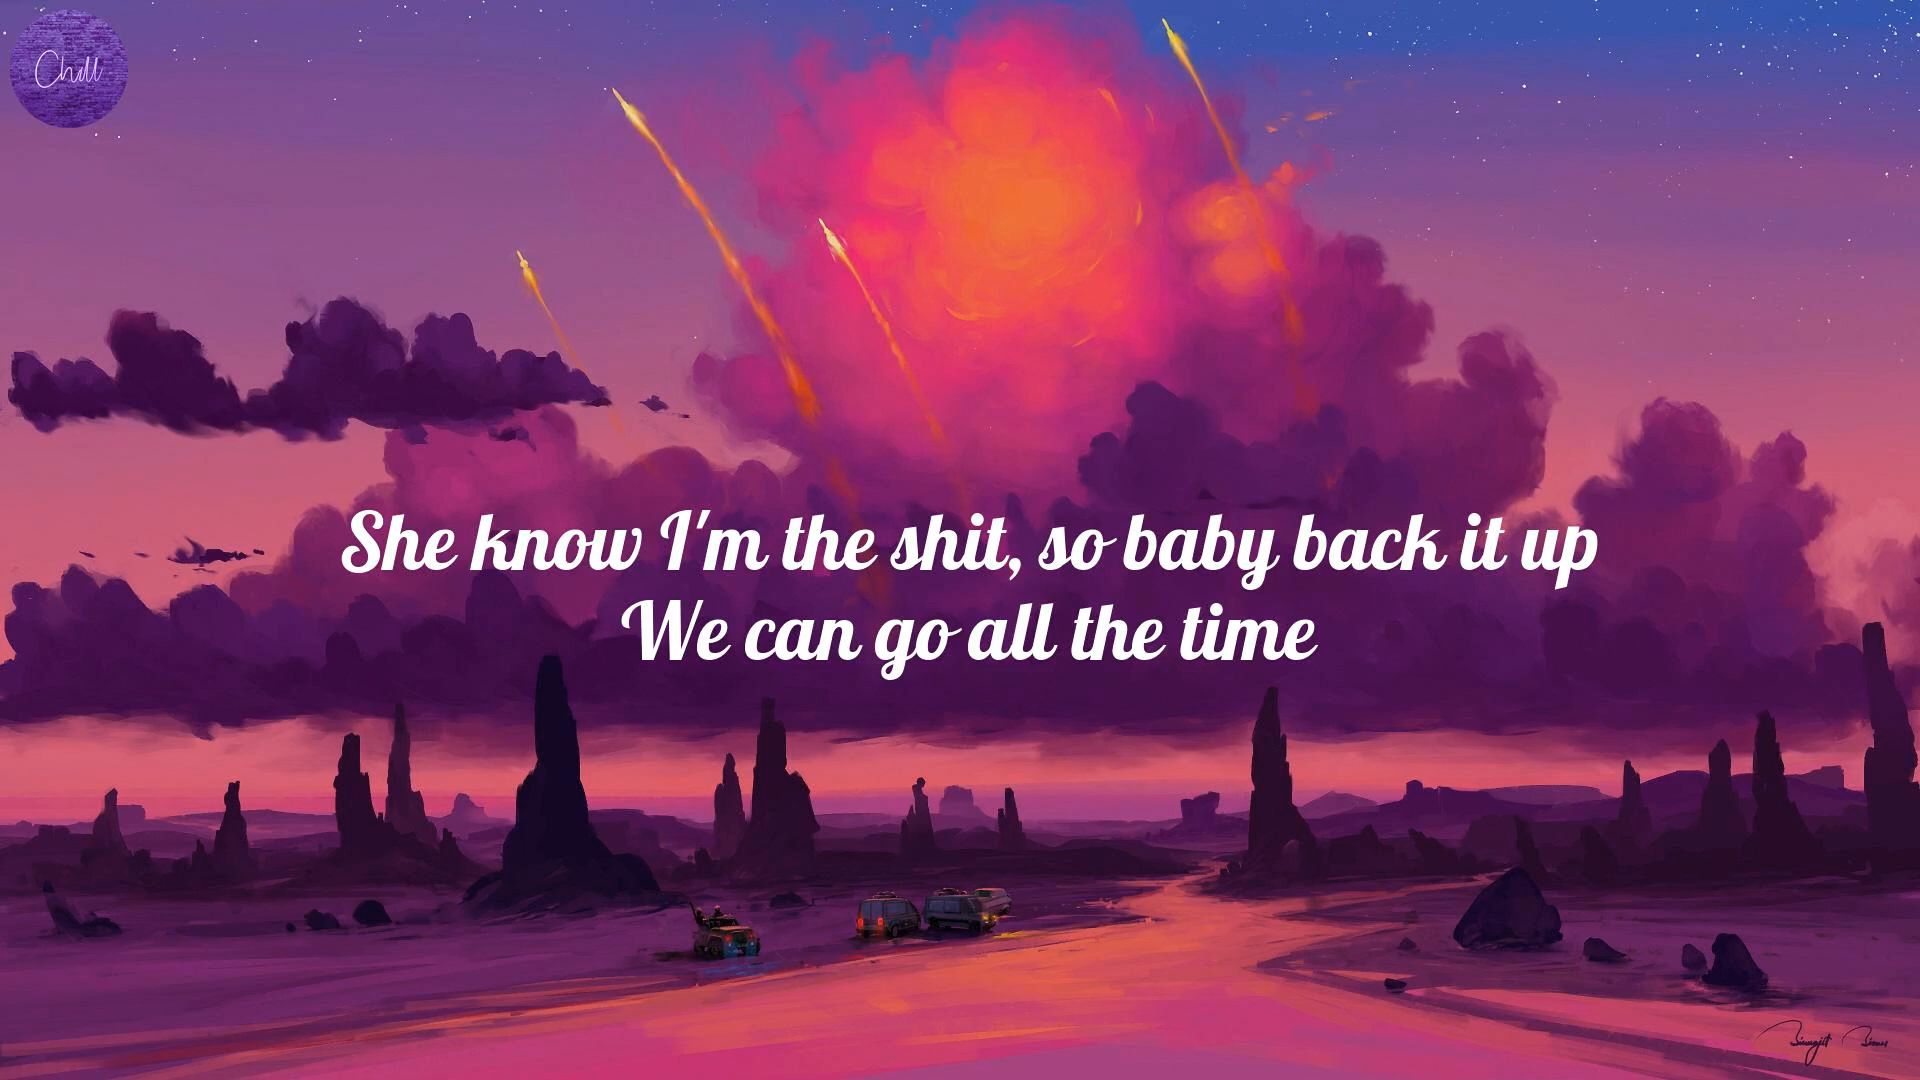 Chill
She know I'm the shit, so baby back it up
We can go all the time